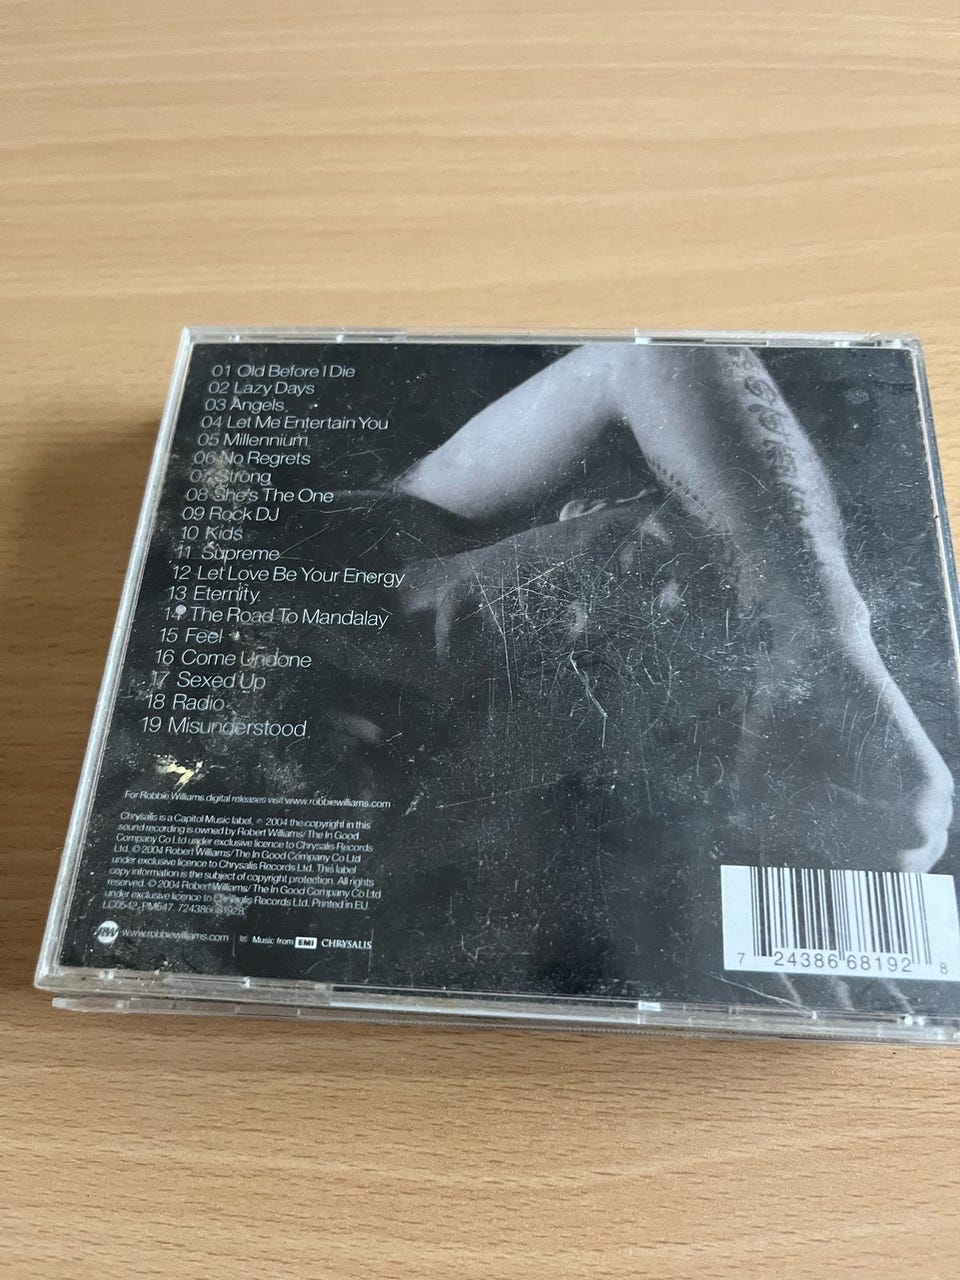 01 Old Before I Die
02 Lazy Days
03 Angels
04 Let Me Entertain You
05 Millennium
06 No Regrets
07 Strong
08 She's The One
09 Rock DJ
10 Kids
11 Supreme
12 Let Love Be Your Energy
13 Eternity
14 The Road To Mandalay
15 Feel
16 Come Undone
17 Sexed Up
18 Radio
19 Misunderstood
For Robbie Williams digital releases visit www.robbiewilliams.com
Chrysalis is a Capitol Music label. ℗ 2004 the copyright in this
sound recording is owned by Robert Williams/The In Good
Company Co Ltd under exclusive licence to Chrysalis Records
Ltd. © 2004 Robert Williams/The In Good Company Co Ltd
under exclusive licence to Chrysalis Records Ltd. This label
copy information is the subject of copyright protection. All rights
reserved. © 2004 Robert Williams/The In Good Company Co Ltd
under exclusive licence to Chrysalis Records Ltd. Printed in EU.
LC0542. PM547. 724386681928.
RW www.robbiewilliams.com Music from EMI CHRYSALIS
7 24386 68192 8